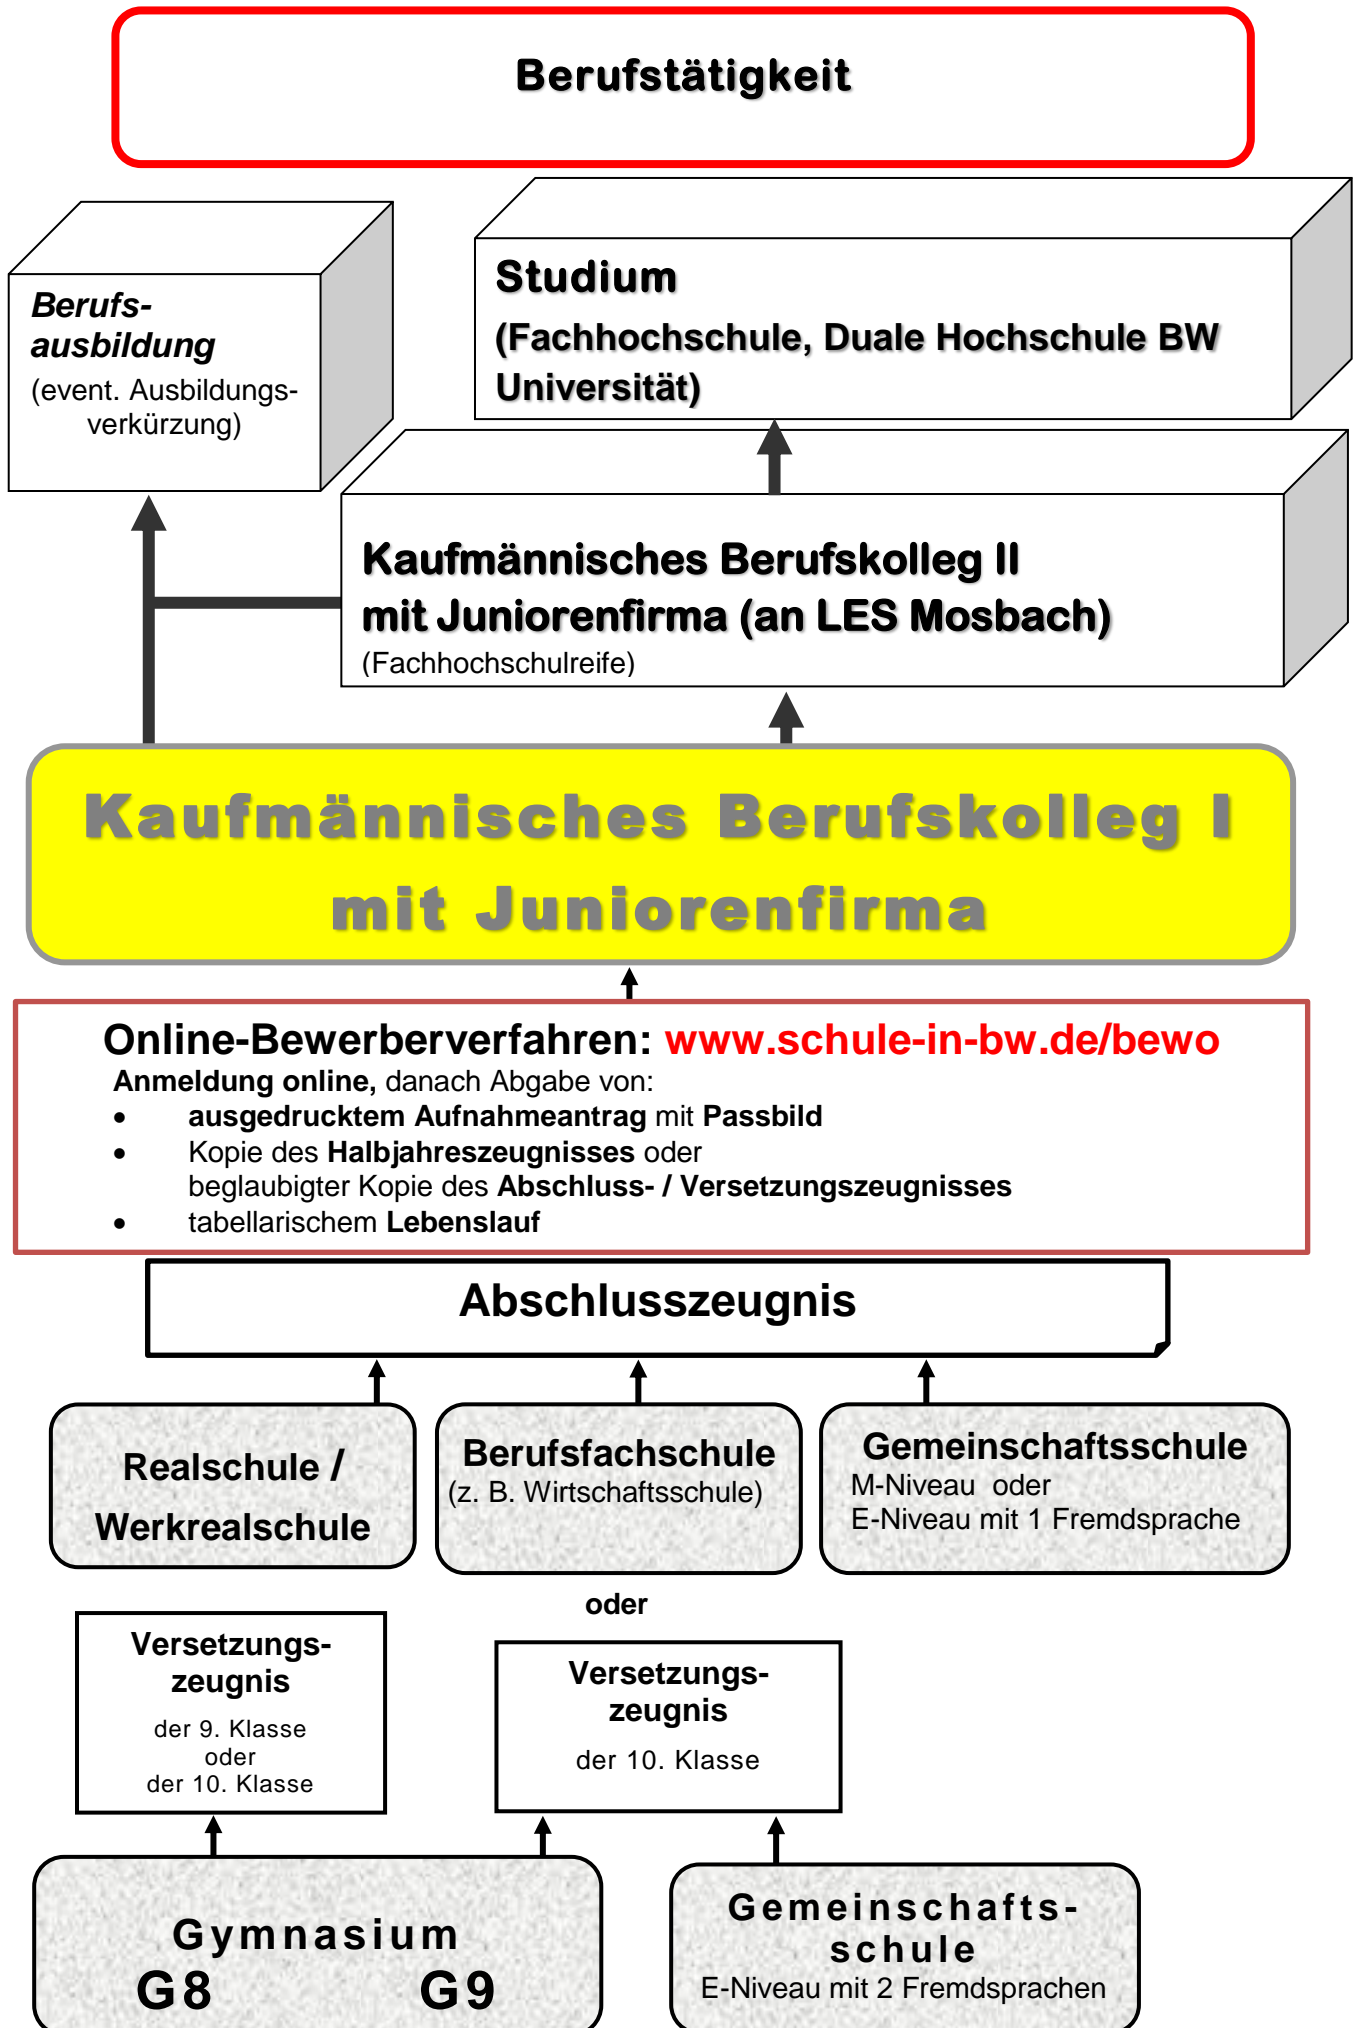 Berufstätigkeit
Berufs-
ausbildung
(event. Ausbildungs-
verkürzung)
Studium
(Fachhochschule, Duale Hochschule BW
Universität)
Kaufmännisches Berufskolleg II
mit Juniorenfirma (an LES Mosbach)
(Fachhochschulreife)
Kaufmännisches Berufskolleg I
mit Juniorenfirma
Online-Bewerberverfahren: www.schule-in-bw.de/bewo
Anmeldung online, danach Abgabe von:
• ausgedrucktem Aufnahmeantrag mit Passbild
• Kopie des Halbjahreszeugnisses oder
beglaubigter Kopie des Abschluss- / Versetzungszeugnisses
• tabellarischem Lebenslauf
Abschlusszeugnis
Realschule /
Werkrealschule
Berufsfachschule
(z. B. Wirtschaftsschule)
Gemeinschaftsschule
M-Niveau oder
E-Niveau mit 1 Fremdsprache
oder
Versetzungs-
zeugnis
der 9. Klasse
oder
der 10. Klasse
Versetzungs-
zeugnis
der 10. Klasse
Gymnasium
G8 G9
Gemeinschafts-
schule
E-Niveau mit 2 Fremdsprachen